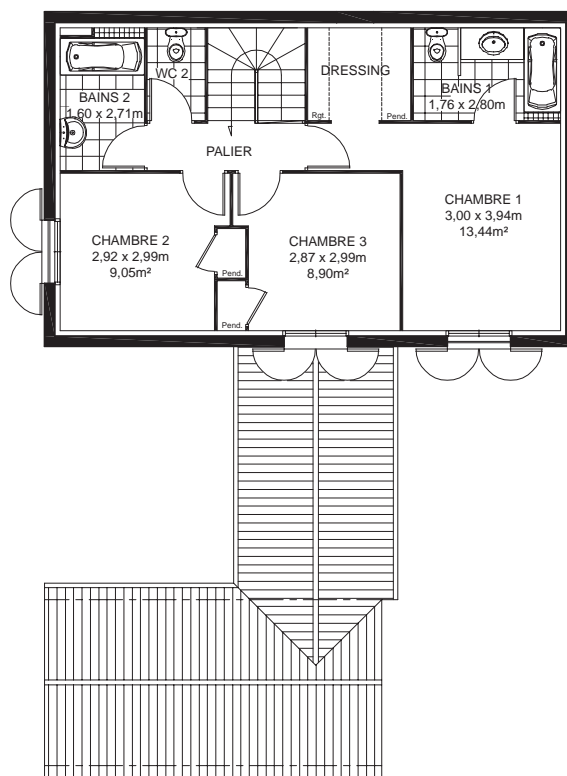 WC 2
DRESSING
BAINS 2
1,60 x 2,71m
BAINS 1
1,76 x 2,80m
Rgt.
Pend.
PALIER
CHAMBRE 1
3,00 x 3,94m
13,44m²
CHAMBRE 2
2,92 x 2,99m
9,05m²
CHAMBRE 3
2,87 x 2,99m
8,90m²
Pend.
Pend.